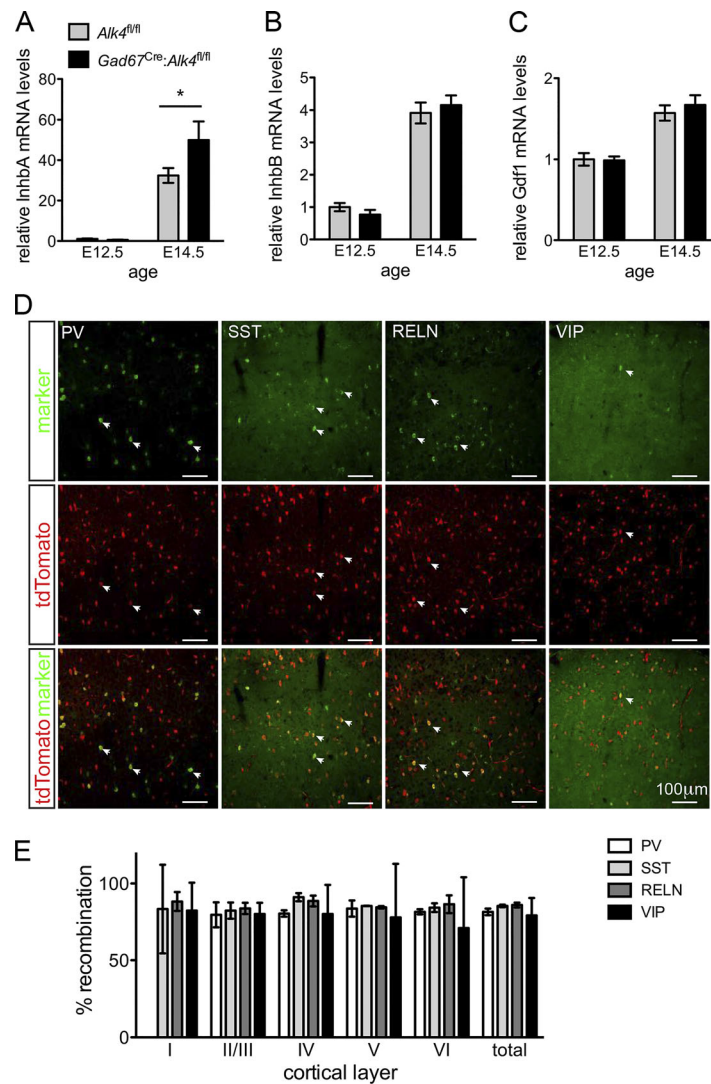 A
Alk4fl/fl
Gad67Cre:Alk4fl/fl
relative InhbA mRNA levels
80
60
40
20
0
*
E12.5
E14.5
age
B
relative InhbB mRNA levels
5
4
3
2
1
0
E12.5
E14.5
age
C
relative Gdf1 mRNA levels
2
1
0
E12.5
E14.5
age
D
PV
SST
RELN
VIP
marker
tdTomato
tdTomato marker
100μm
E
% recombination
100
50
0
I
II/III
IV
V
VI
total
cortical layer
PV
SST
RELN
VIP